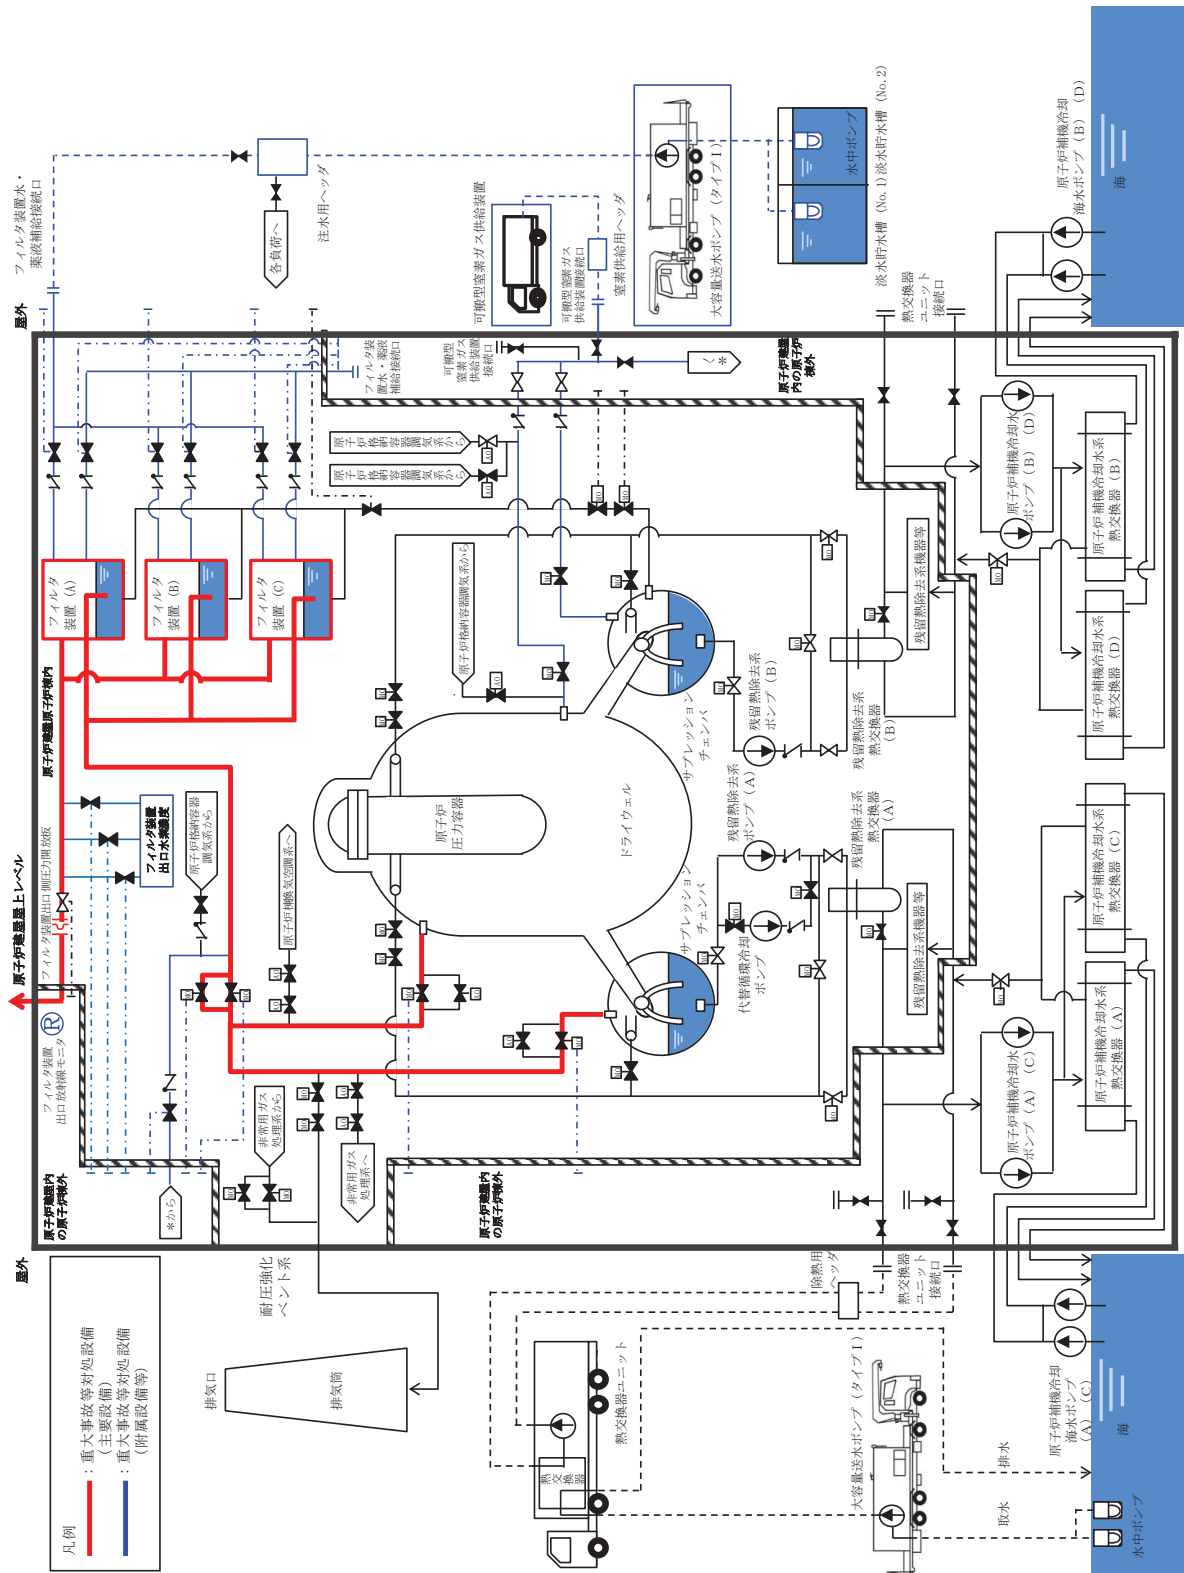 凡例
：重大事故等対処設備
（主要設備）
：重大事故等対処設備
（附属設備等）
屋外
排気口
排気筒
耐圧強化
ベント系
熱交換器ユニット
熱交換器
大容量送水ポンプ（タイプⅠ）
取水
排水
水中ポンプ
海
原子炉補機冷却
海水ポンプ
（A）（C）
除熱用
ヘッダ
熱交換器
ユニット
接続口
原子炉建屋内
の原子炉棟外
＊から
非常用ガス
処理系から
非常用ガス
処理系へ
原子炉建屋内
の原子炉棟外
原子炉建屋屋上レベル
フィルタ装置出口側圧力開放板
R
フィルタ装置
出口放射線モニタ
フィルタ装置
出口水素濃度
原子炉格納容器
調気系から
原子炉棟換気空調系へ
原子炉建屋原子炉棟内
フィルタ
装置（A）
フィルタ
装置（B）
フィルタ
装置（C）
原子炉
圧力容器
ドライウェル
サプレッション
チェンバ
サプレッション
チェンバ
原子炉格納容器調気系から
原子炉格納容器調気系から
原子炉格納容器調気系から
代替循環冷却
ポンプ
残留熱除去系
ポンプ（A）
残留熱除去系
ポンプ（B）
残留熱除去系
熱交換器
（A）
残留熱除去系
熱交換器
（B）
残留熱除去系機器等
残留熱除去系機器等
原子炉補機冷却水
ポンプ（A）（C）
原子炉補機冷却水
ポンプ（B）（D）
原子炉補機冷却水系
熱交換器（A）
原子炉補機冷却水系
熱交換器（C）
原子炉補機冷却水系
熱交換器（D）
原子炉補機冷却水系
熱交換器（B）
屋外
フィルタ装置水・
薬液補給接続口
フィルタ装
置水・薬液
補給接続口
各負荷へ
注水用ヘッダ
可搬型窒素ガス供給装置
可搬型窒素ガス
供給装置接続口
窒素供給用ヘッダ
可搬型
窒素ガス
供給装置
接続口
＊へ
原子炉建屋
内の原子炉
棟外
大容量送水ポンプ（タイプⅠ）
水中ポンプ
淡水貯水槽（No.1）
淡水貯水槽（No.2）
熱交換器
ユニット
接続口
原子炉補機冷却
海水ポンプ（B）（D）
海